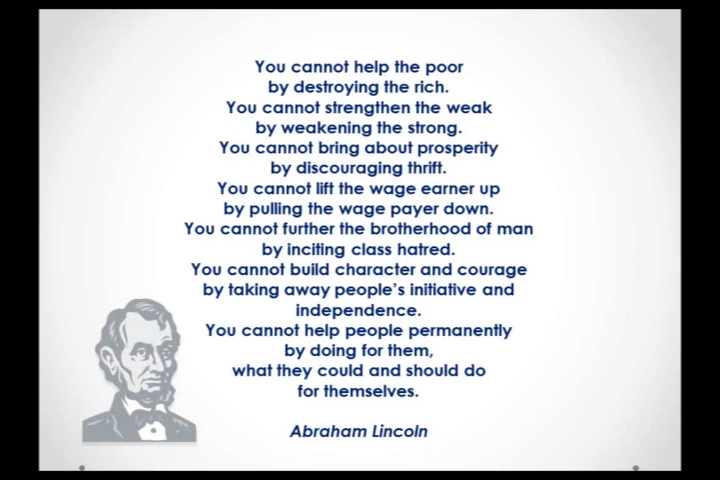 You cannot help the poor
by destroying the rich.
You cannot strengthen the weak
by weakening the strong.
You cannot bring about prosperity
by discouraging thrift.
You cannot lift the wage earner up
by pulling the wage payer down.
You cannot further the brotherhood of man
by inciting class hatred.
You cannot build character and courage
by taking away people's initiative and
independence.
You cannot help people permanently
by doing for them,
what they could and should do
for themselves.
Abraham Lincoln